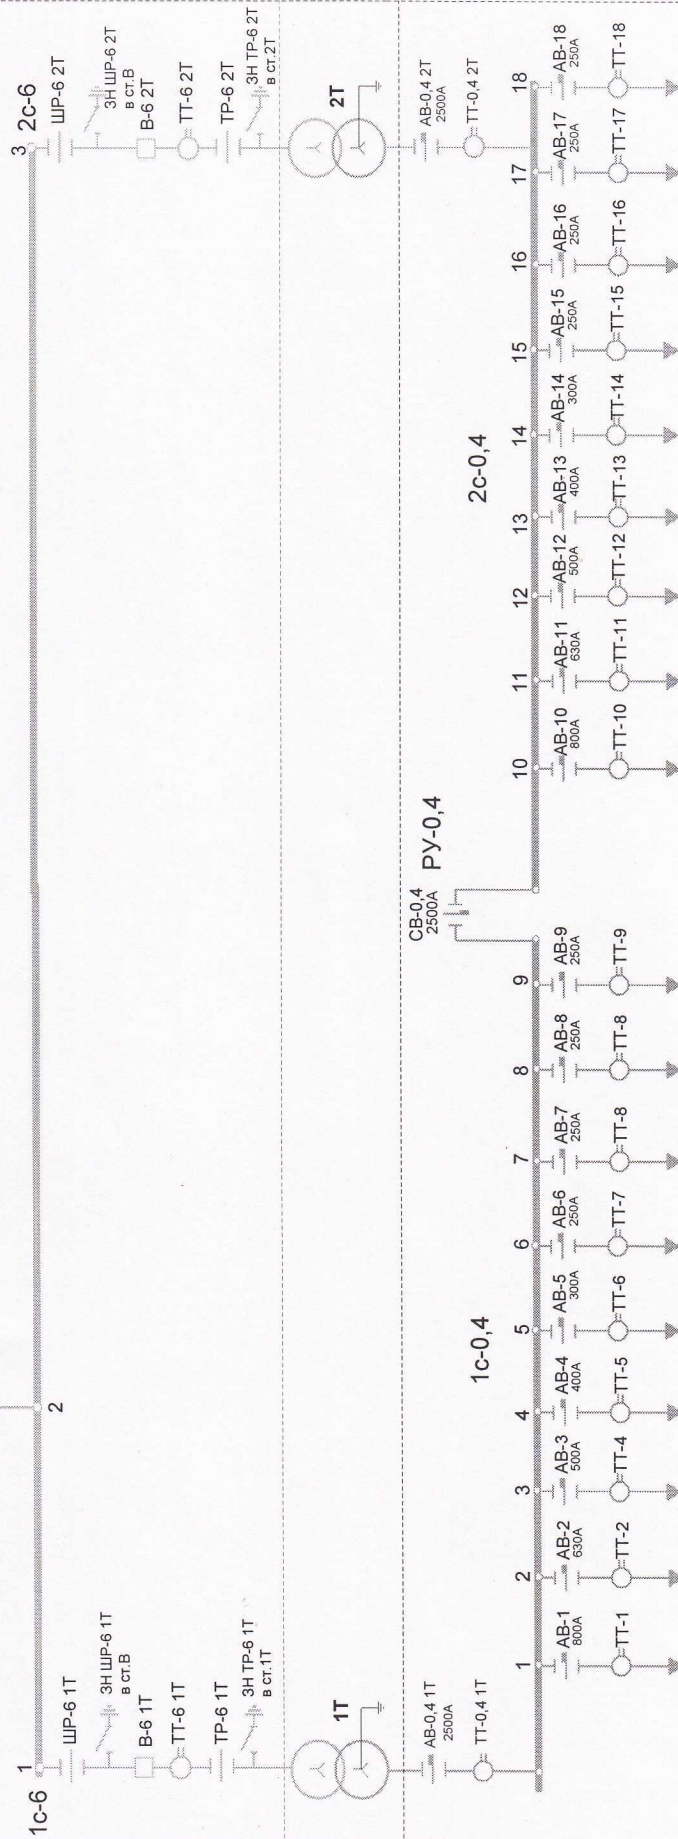 1с-6
1
2
3
2с-6
ШР-6 1Т
ЗН ШР-6 1Т
в ст.В
В-6 1Т
ТТ-6 1Т
ТР-6 1Т
ЗН ТР-6 1Т
в ст.1Т
ШР-6 2Т
ЗН ШР-6 2Т
в ст.В
В-6 2Т
ТТ-6 2Т
ТР-6 2Т
ЗН ТР-6 2Т
в ст.2Т
1Т
2Т
АВ-0,4 1Т
2500А
ТТ-0,4 1Т
СВ-0,4
2500А
РУ-0,4
АВ-0,4 2Т
2500А
ТТ-0,4 2Т
1с-0,4
2с-0,4
1
2
3
4
5
6
7
8
9
10
11
12
13
14
15
16
17
18
АВ-1
800А
АВ-2
630А
АВ-3
500А
АВ-4
400А
АВ-5
300А
АВ-6
250А
АВ-7
250А
АВ-8
250А
АВ-9
250А
АВ-10
800А
АВ-11
630А
АВ-12
500А
АВ-13
400А
АВ-14
300А
АВ-15
250А
АВ-16
250А
АВ-17
250А
АВ-18
250А
ТТ-1
ТТ-2
ТТ-4
ТТ-5
ТТ-6
ТТ-7
ТТ-8
ТТ-8
ТТ-9
ТТ-10
ТТ-11
ТТ-12
ТТ-13
ТТ-14
ТТ-15
ТТ-16
ТТ-17
ТТ-18